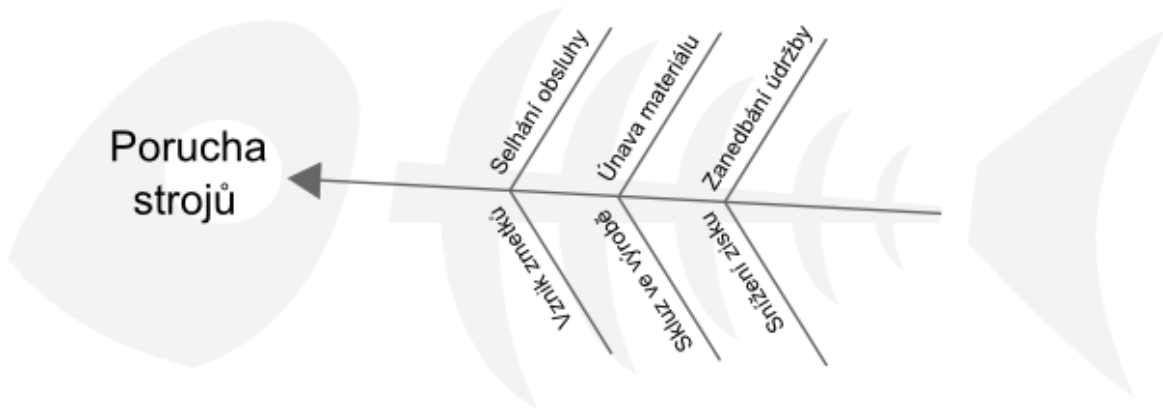 Porucha
strojů
Selhání obsluhy
Únava materiálu
Zanedbání údržby
Vznik zmetků
Skluz ve výrobě
Snížení zisku